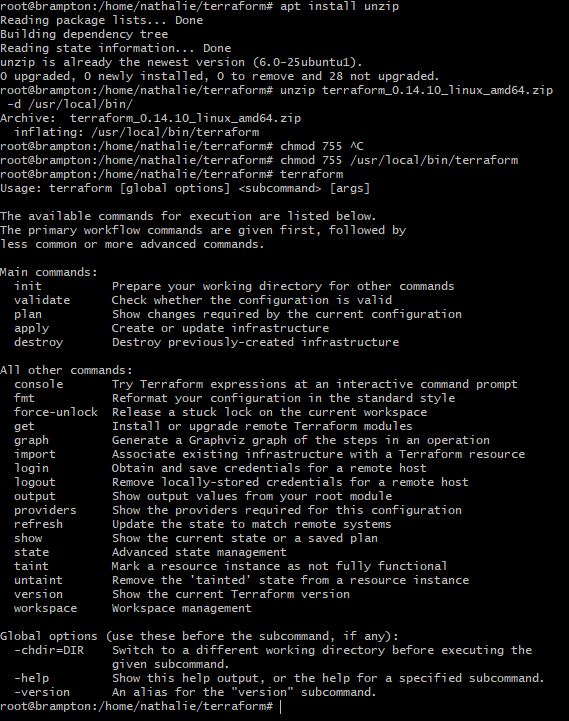 root@brampton:/home/nathalie/terraform# apt install unzip
Reading package lists... Done
Building dependency tree
Reading state information... Done
unzip is already the newest version (6.0-25ubuntu1).
0 upgraded, 0 newly installed, 0 to remove and 28 not upgraded.
root@brampton:/home/nathalie/terraform# unzip terraform_0.14.10_linux_amd64.zip
 -d /usr/local/bin/
Archive:  terraform_0.14.10_linux_amd64.zip
  inflating: /usr/local/bin/terraform
root@brampton:/home/nathalie/terraform# chmod 755 ^C
root@brampton:/home/nathalie/terraform# chmod 755 /usr/local/bin/terraform
root@brampton:/home/nathalie/terraform# terraform
Usage: terraform [global options] <subcommand> [args]

The available commands for execution are listed below.
The primary workflow commands are given first, followed by
less common or more advanced commands.

Main commands:
  init          Prepare your working directory for other commands
  validate      Check whether the configuration is valid
  plan          Show changes required by the current configuration
  apply         Create or update infrastructure
  destroy       Destroy previously-created infrastructure

All other commands:
  console       Try Terraform expressions at an interactive command prompt
  fmt           Reformat your configuration in the standard style
  force-unlock  Release a stuck lock on the current workspace
  get           Install or upgrade remote Terraform modules
  graph         Generate a Graphviz graph of the steps in an operation
  import        Associate existing infrastructure with a Terraform resource
  login         Obtain and save credentials for a remote host
  logout        Remove locally-stored credentials for a remote host
  output        Show output values from your root module
  providers     Show the providers required for this configuration
  refresh       Update the state to match remote systems
  show          Show the current state or a saved plan
  state         Advanced state management
  taint         Mark a resource instance as not fully functional
  untaint       Remove the 'tainted' state from a resource instance
  version       Show the current Terraform version
  workspace     Workspace management

Global options (use these before the subcommand, if any):
  -chdir=DIR    Switch to a different working directory before executing the
                given subcommand.
  -help         Show this help output, or the help for a specified subcommand.
  -version      An alias for the "version" subcommand.
root@brampton:/home/nathalie/terraform#